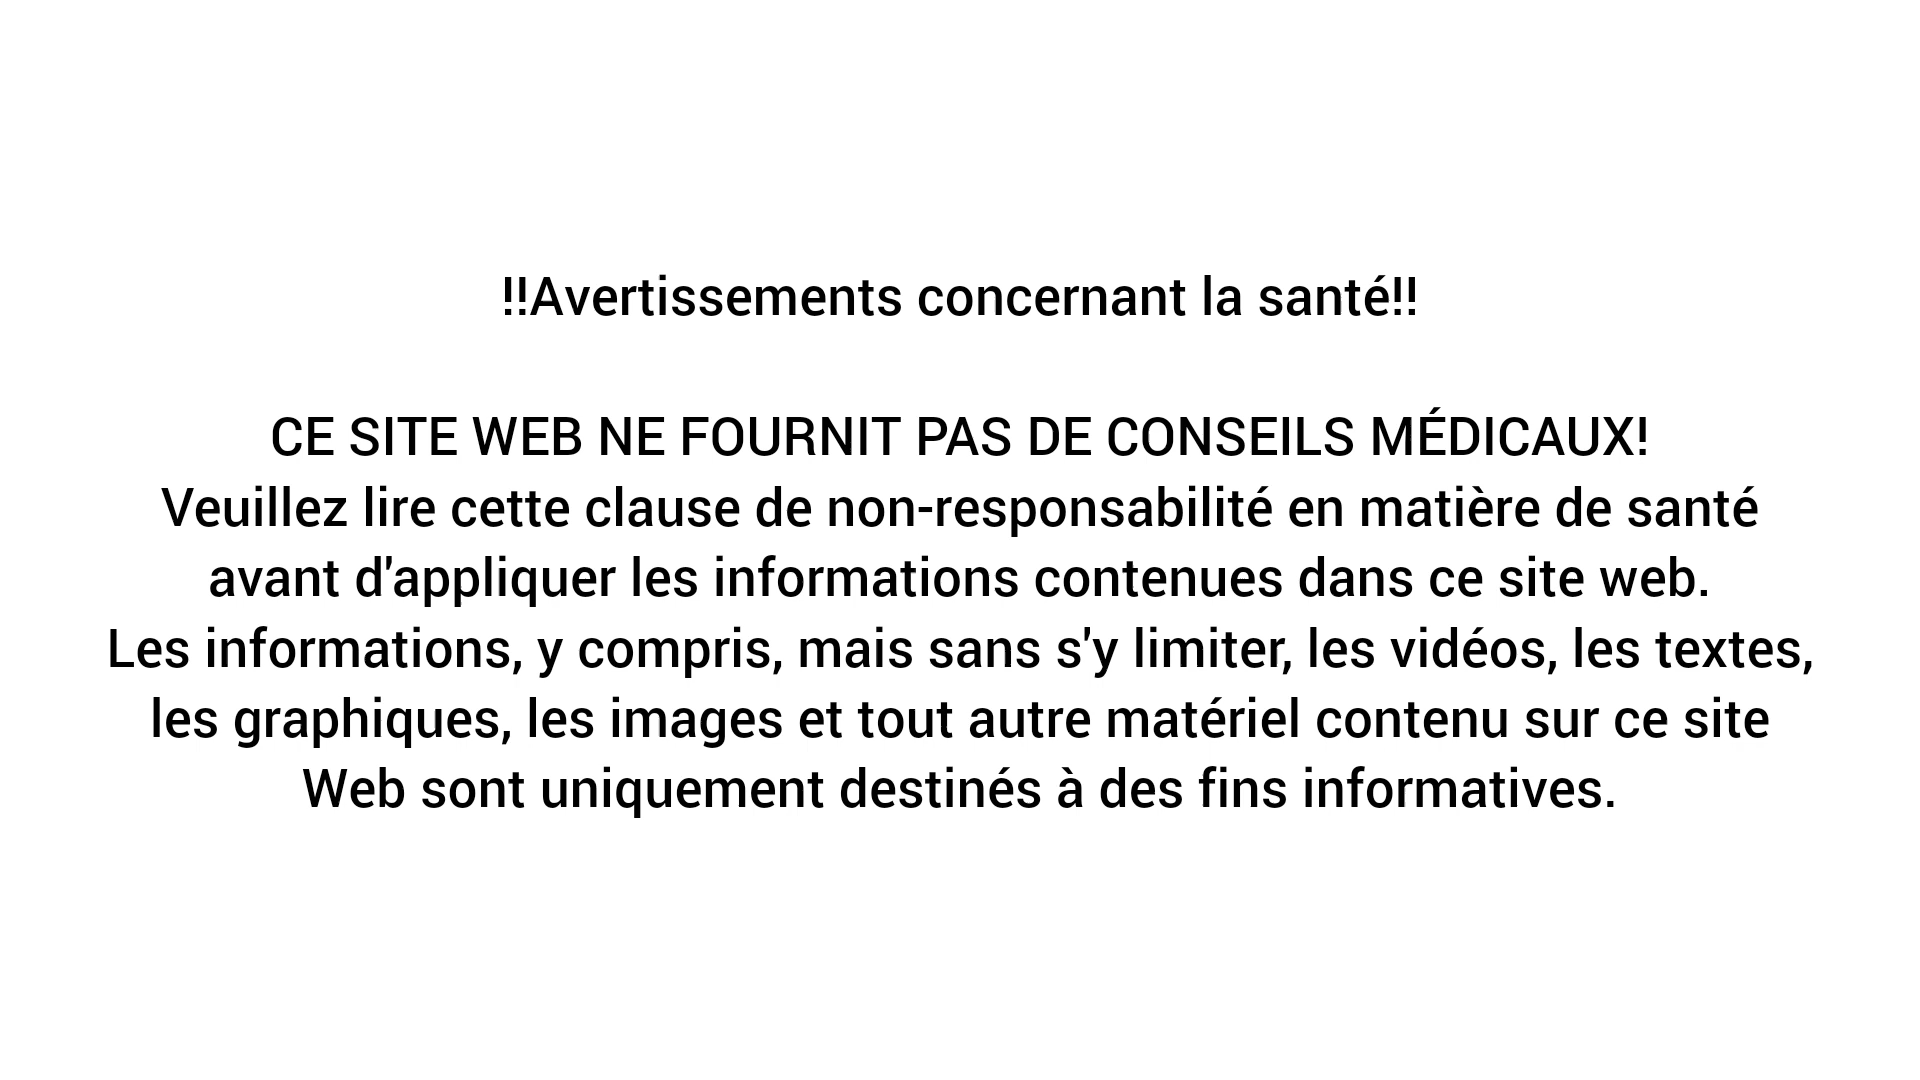 !!Avertissements concernant la santé!!
CE SITE WEB NE FOURNIT PAS DE CONSEILS MÉDICAUX!
Veuillez lire cette clause de non-responsabilité en matière de santé
avant d'appliquer les informations contenues dans ce site web.
Les informations, y compris, mais sans s'y limiter, les vidéos, les textes,
les graphiques, les images et tout autre matériel contenu sur ce site
Web sont uniquement destinés à des fins informatives.